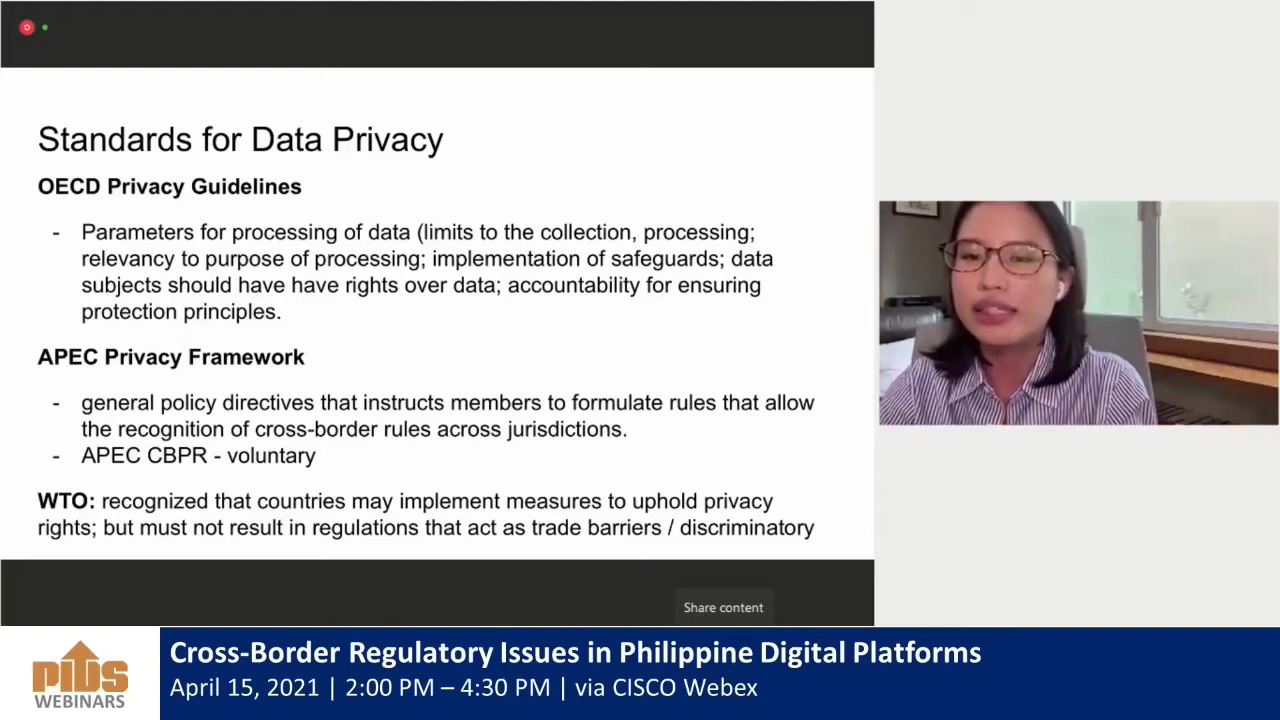 Standards for Data Privacy
OECD Privacy Guidelines
- Parameters for processing of data (limits to the collection, processing;
relevancy to purpose of processing; implementation of safeguards; data
subjects should have have rights over data; accountability for ensuring
protection principles.
APEC Privacy Framework
- general policy directives that instructs members to formulate rules that allow
the recognition of cross-border rules across jurisdictions.
- APEC CBPR - voluntary
WTO: recognized that countries may implement measures to uphold privacy
rights; but must not result in regulations that act as trade barriers / discriminatory
Share content
PIDS
WEBINARS
Cross-Border Regulatory Issues in Philippine Digital Platforms
April 15, 2021 | 2:00 PM – 4:30 PM | via CISCO Webex